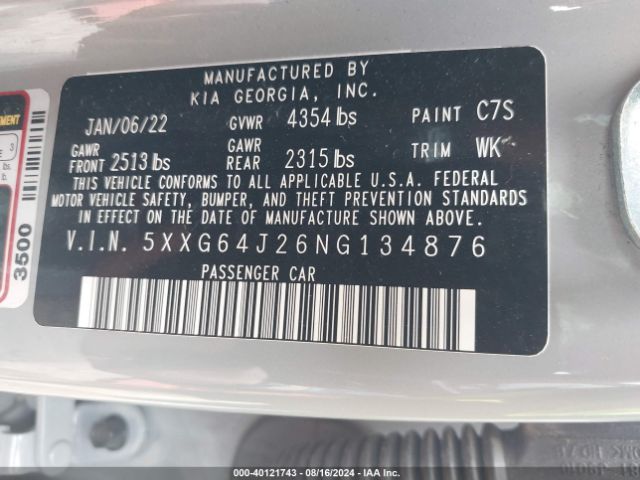 MANUFACTURED BY
KIA GEORGIA, INC.
JAN/06/22 GVWR 4354 lbs PAINT C7S
GAWR FRONT 2513 lbs GAWR REAR 2315 lbs TRIM WK
THIS VEHICLE CONFORMS TO ALL APPLICABLE U.S.A. FEDERAL
MOTOR VEHICLE SAFETY, BUMPER, AND THEFT PREVENTION STANDARDS
IN EFFECT ON THE DATE OF MANUFACTURE SHOWN ABOVE.
V.I.N. 5XXG64J26NG134876
PASSENGER CAR
3500
000-40121743 - 08/16/2024 - IAA Inc.